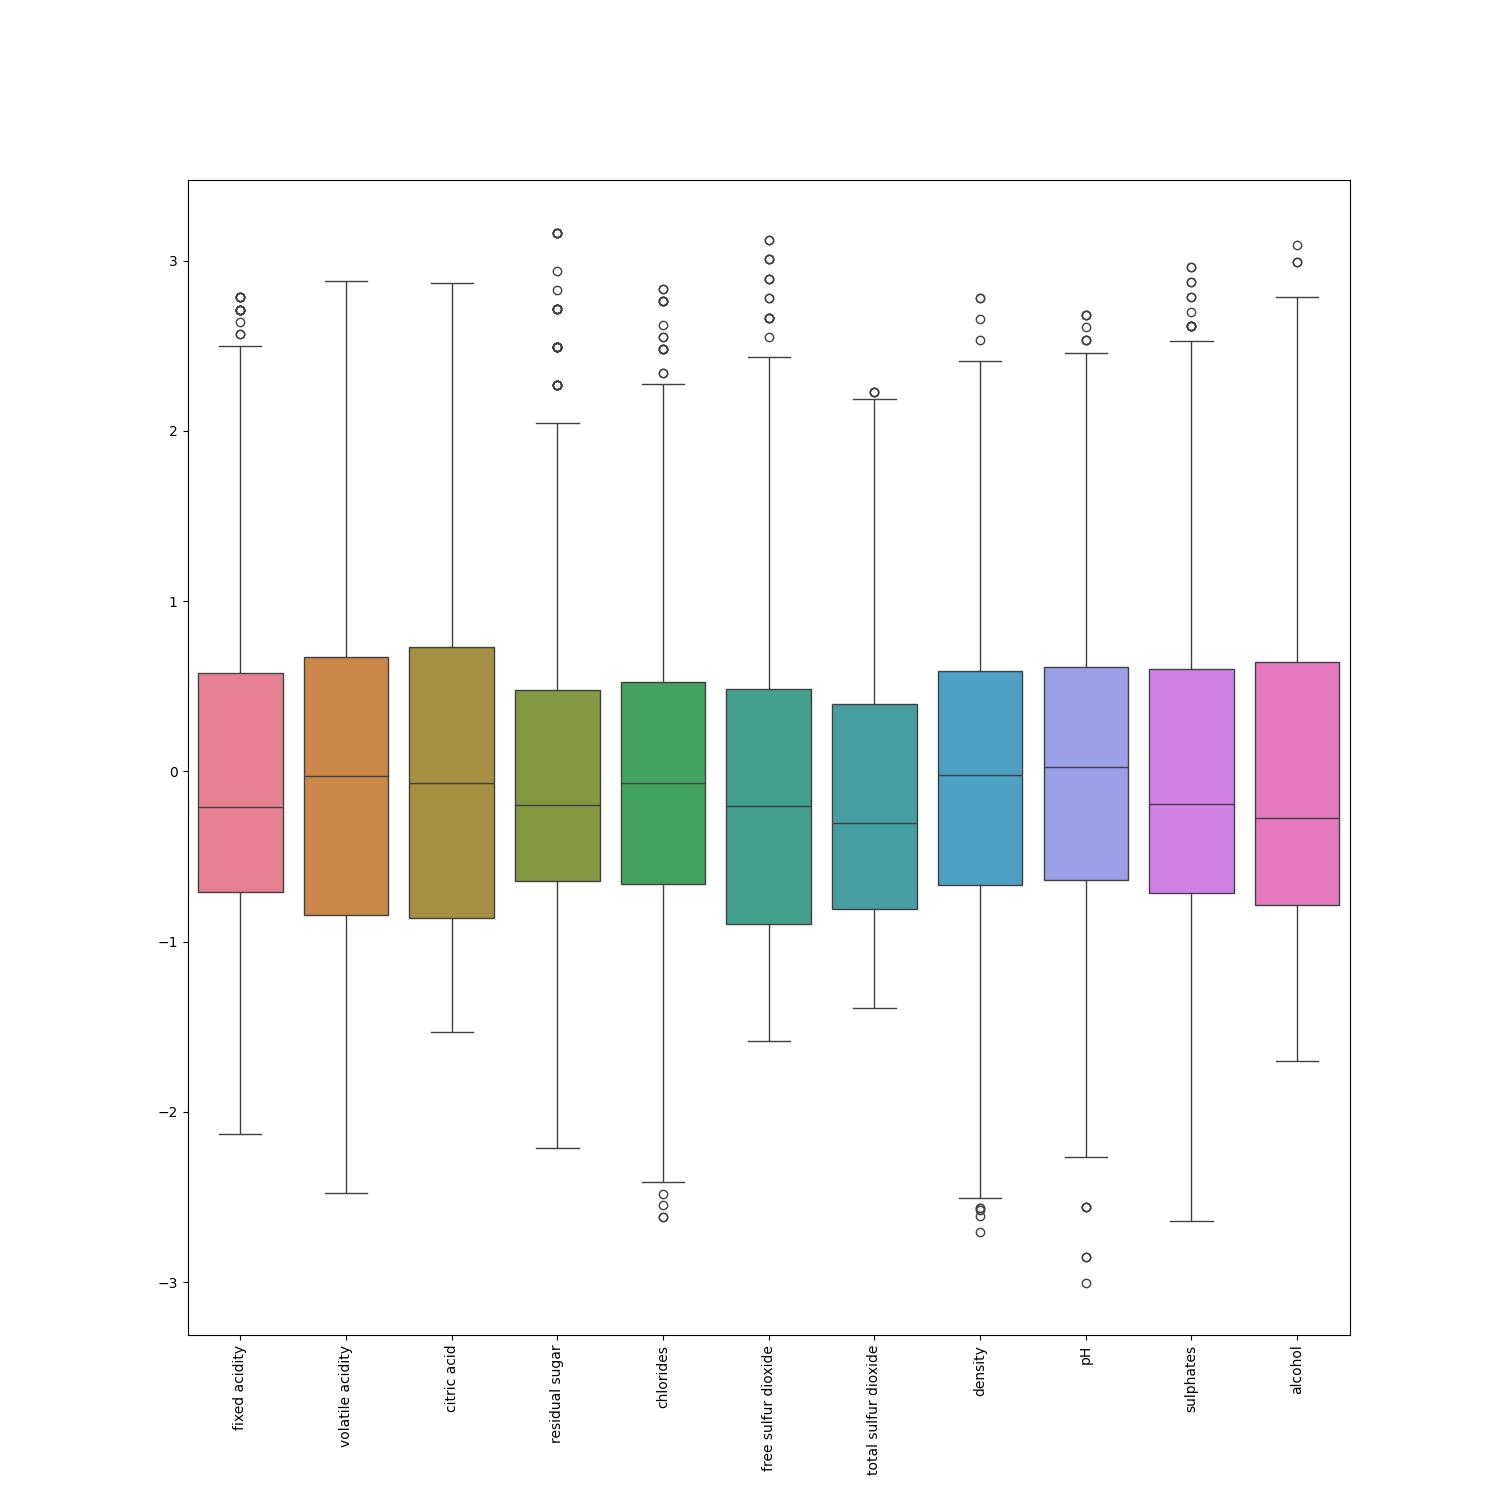 3
2
1
0
−1
−2
−3
fixed acidity
volatile acidity
citric acid
residual sugar
chlorides
free sulfur dioxide
total sulfur dioxide
density
pH
sulphates
alcohol